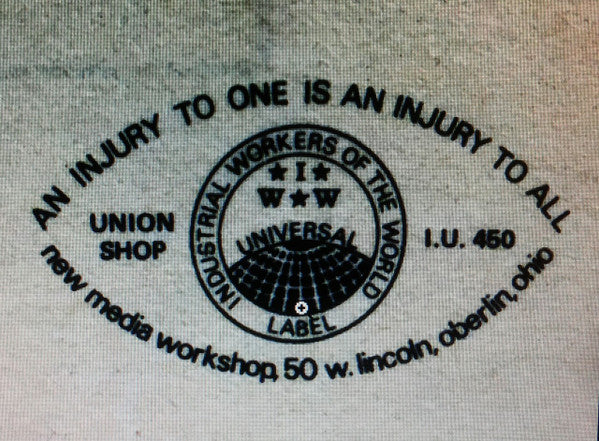 AN INJURY TO ONE IS AN INJURY TO ALL
UNION
SHOP
INDUSTRIAL WORKERS OF THE WORLD
★ I ★
W ★ W
UNIVERSAL
LABEL
I.U. 450
new media workshop, 50 w. lincoln, oberlin, ohio